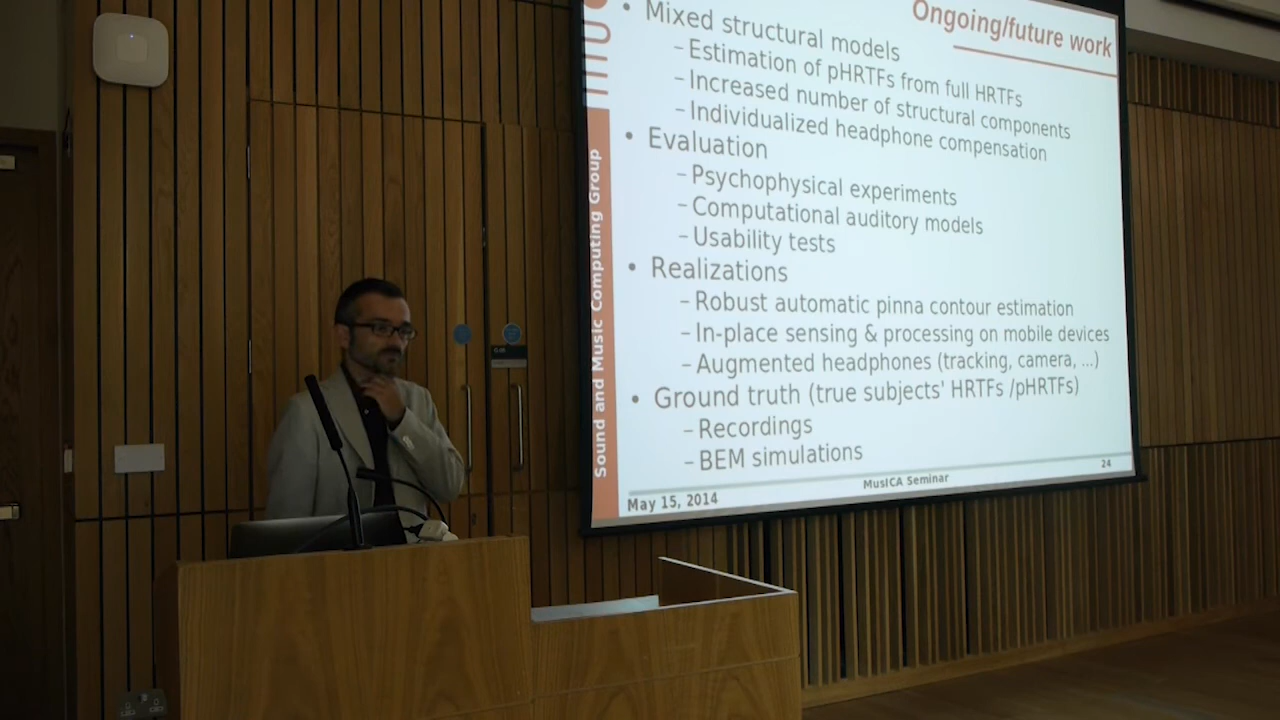 Ongoing/future work
• Mixed structural models
– Estimation of pHRTFs from full HRTFs
– Increased number of structural components
– Individualized headphone compensation
• Evaluation
– Psychophysical experiments
– Computational auditory models
– Usability tests
• Realizations
– Robust automatic pinna contour estimation
– In-place sensing & processing on mobile devices
– Augmented headphones (tracking, camera, ...)
• Ground truth (true subjects' HRTFs /pHRTFs)
– Recordings
– BEM simulations
Sound and Music Computing Group
May 15, 2014
MusICA Seminar
24